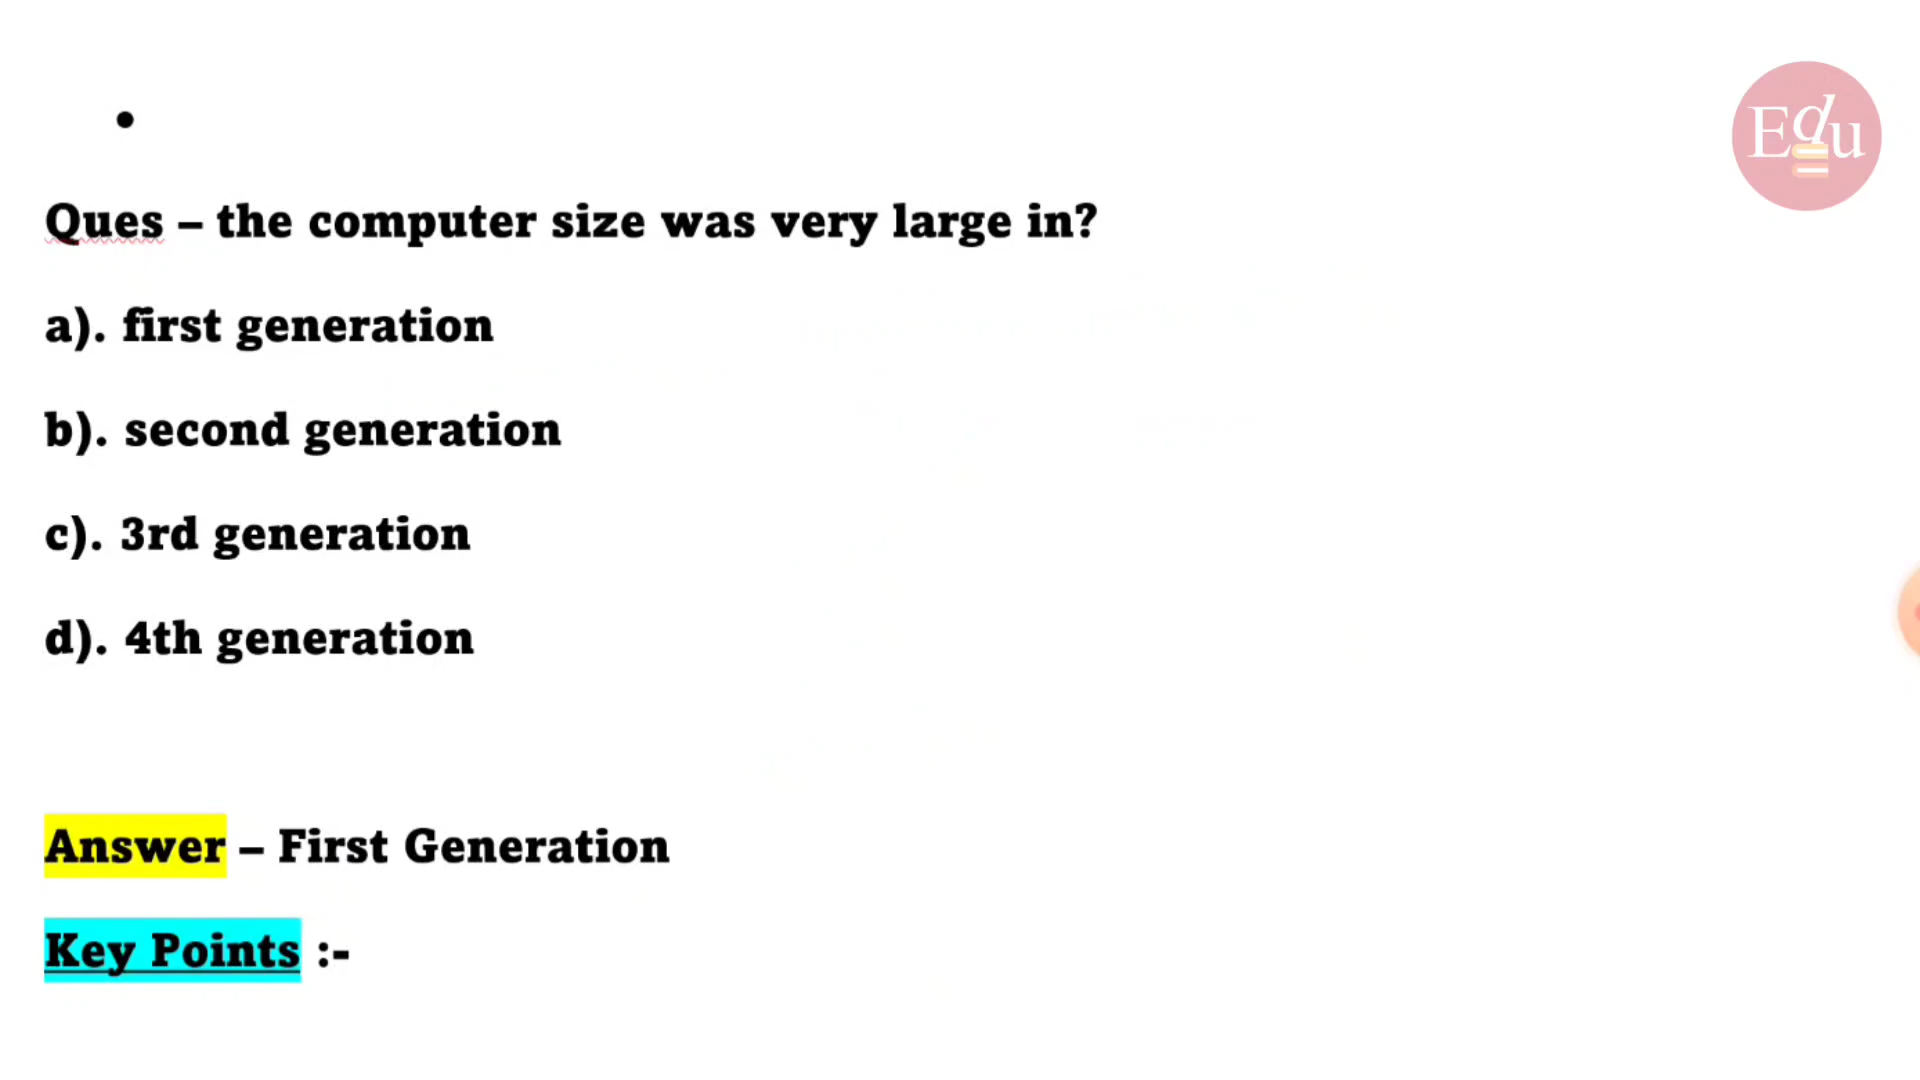 •
Edu
Ques – the computer size was very large in?
a). first generation
b). second generation
c). 3rd generation
d). 4th generation
Answer – First Generation
Key Points :-